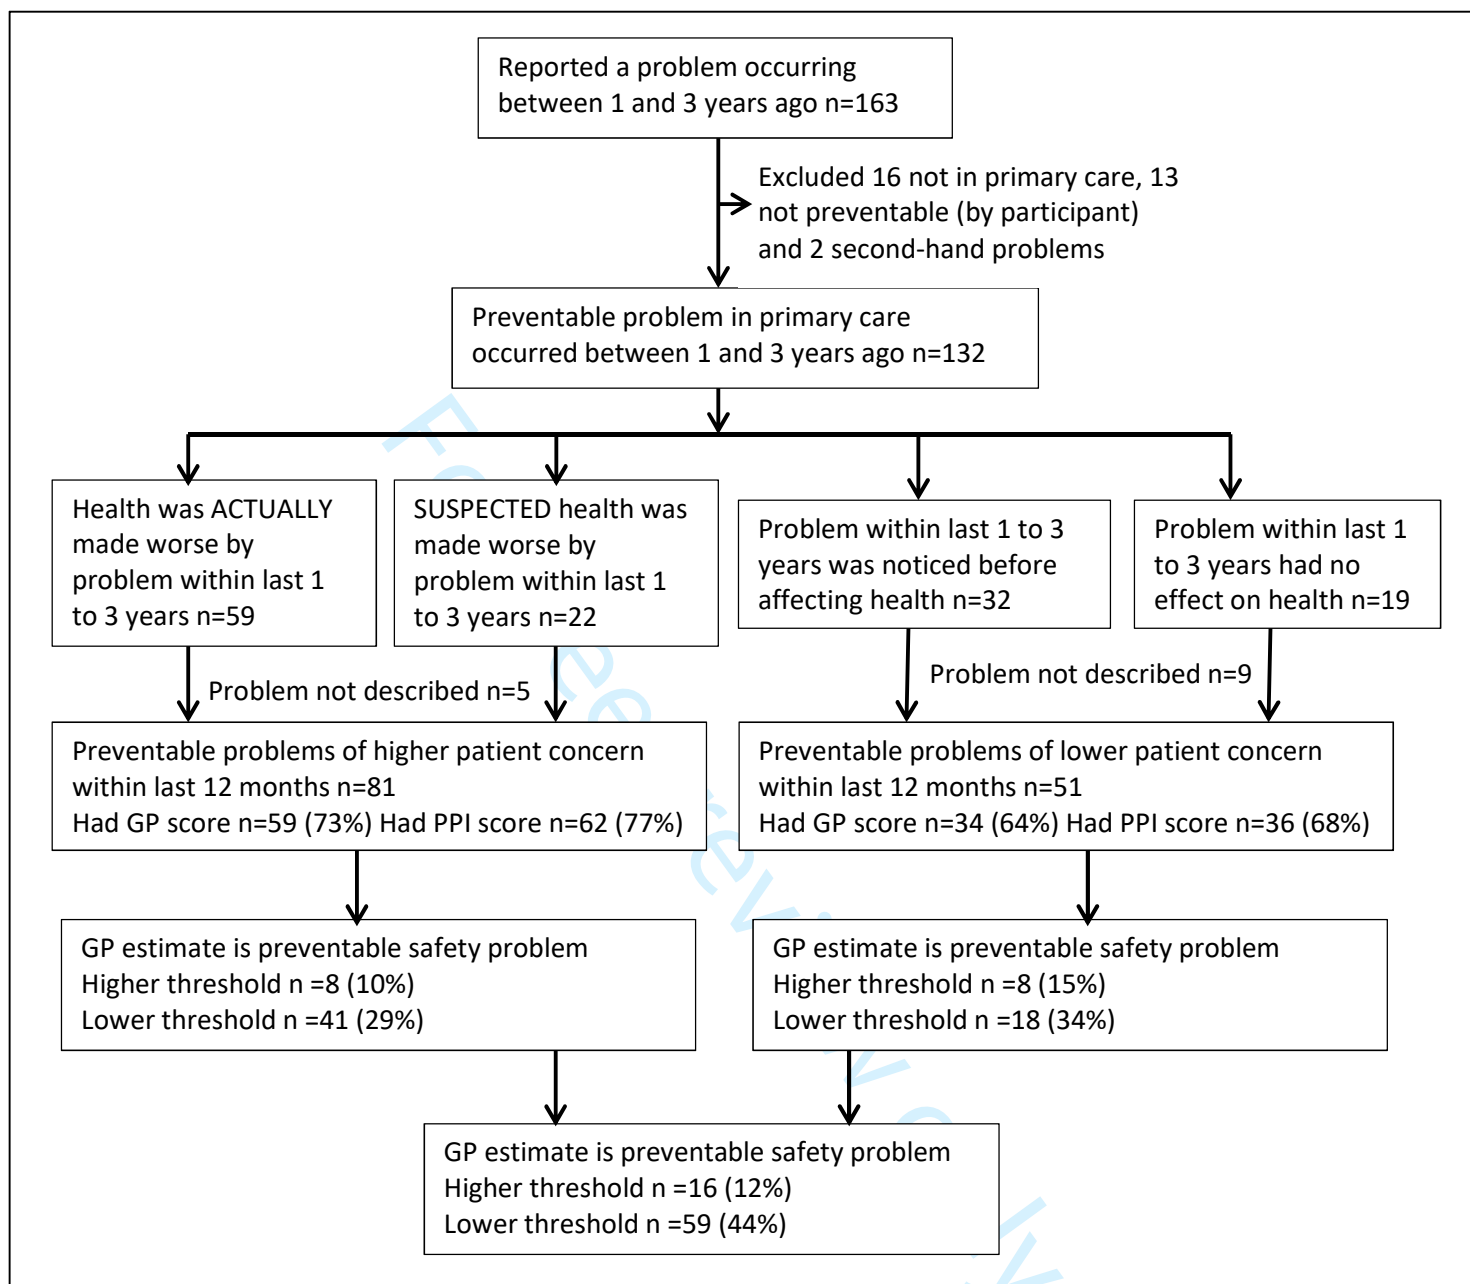 Reported a problem occurring
between 1 and 3 years ago n=163
Excluded 16 not in primary care, 13
not preventable (by participant)
and 2 second-hand problems
Preventable problem in primary care
occurred between 1 and 3 years ago n=132
Health was ACTUALLY
made worse by
problem within last 1
to 3 years n=59
SUSPECTED health was
made worse by
problem within last 1
to 3 years n=22
Problem within last 1 to 3
years was noticed before
affecting health n=32
Problem within last 1
to 3 years had no
effect on health n=19
Problem not described n=5
Problem not described n=9
Preventable problems of higher patient concern
within last 12 months n=81
Had GP score n=59 (73%) Had PPI score n=62 (77%)
Preventable problems of lower patient concern
within last 12 months n=51
Had GP score n=34 (64%) Had PPI score n=36 (68%)
GP estimate is preventable safety problem
Higher threshold n =8 (10%)
Lower threshold n =41 (29%)
GP estimate is preventable safety problem
Higher threshold n =8 (15%)
Lower threshold n =18 (34%)
GP estimate is preventable safety problem
Higher threshold n =16 (12%)
Lower threshold n =59 (44%)